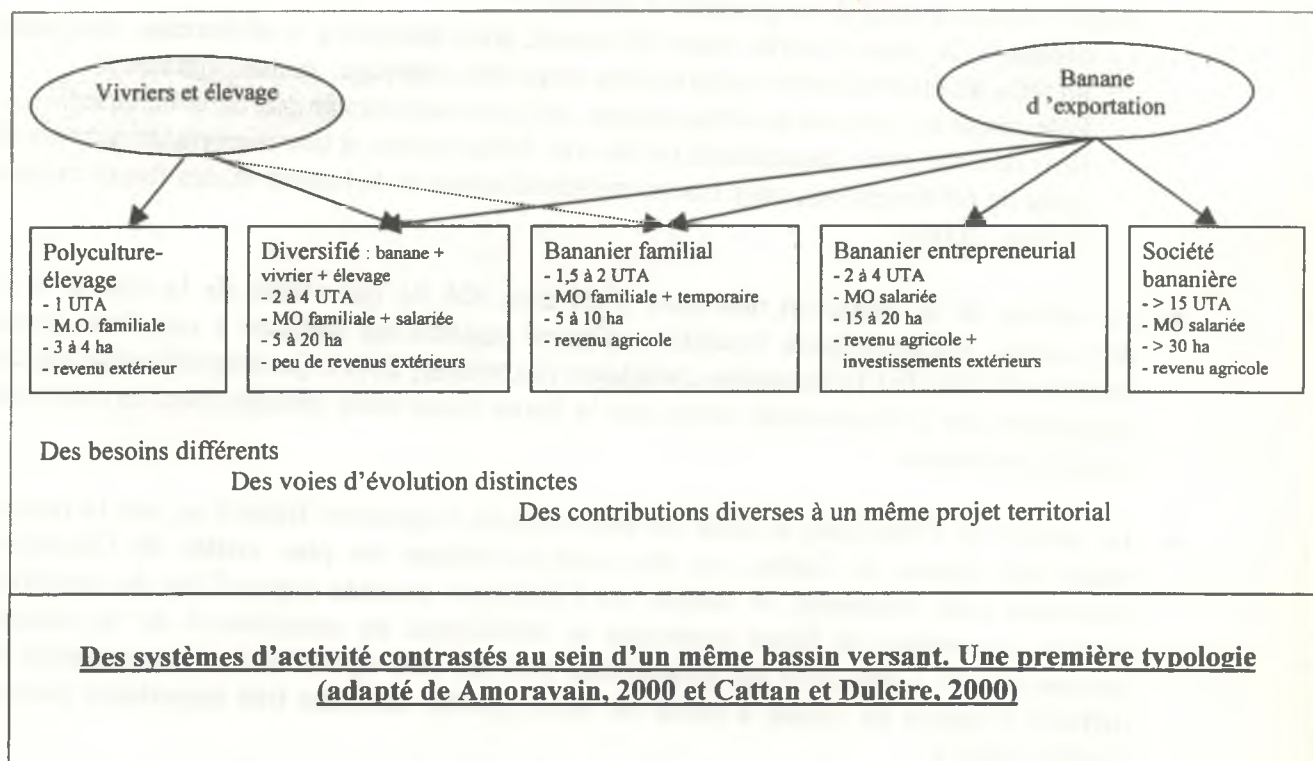 Vivriers et élevage
Banane
d'exportation
Polyculture-
élevage
- 1 UTA
- M.O. familiale
- 3 à 4 ha
- revenu extérieur
Diversifié : banane +
vivrier + élevage
- 2 à 4 UTA
- MO familiale + salariée
- 5 à 20 ha
- peu de revenus extérieurs
Bananier familial
- 1,5 à 2 UTA
- MO familiale + temporaire
- 5 à 10 ha
- revenu agricole
Bananier entrepreneurial
- 2 à 4 UTA
- MO salariée
- 15 à 20 ha
- revenu agricole +
investissements extérieurs
Société
bananière
- > 15 UTA
- MO salariée
- > 30 ha
- revenu agricole
Des besoins différents
Des voies d'évolution distinctes
Des contributions diverses à un même projet territorial
Des systèmes d'activité contrastés au sein d'un même bassin versant. Une première typologie
(adapté de Amoravain, 2000 et Cattan et Dulcire, 2000)